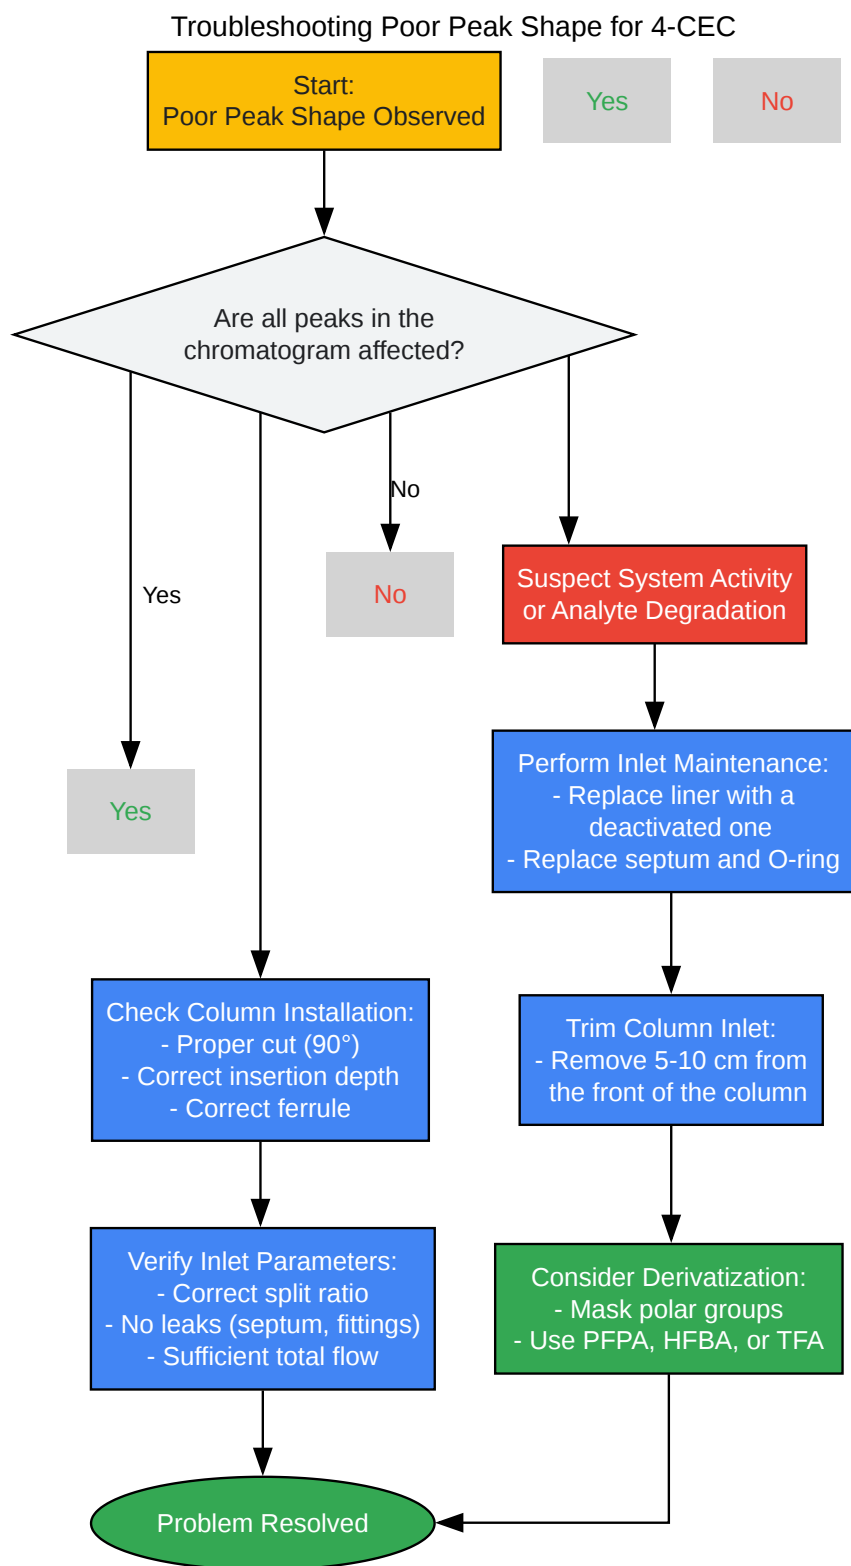 Troubleshooting Poor Peak Shape for 4-CEC
Start:
Poor Peak Shape Observed
Yes
No
Are all peaks in the
chromatogram affected?
No
Yes
No
Suspect System Activity
or Analyte Degradation
Yes
Perform Inlet Maintenance:
- Replace liner with a
deactivated one
- Replace septum and O-ring
Check Column Installation:
- Proper cut (90°)
- Correct insertion depth
- Correct ferrule
Trim Column Inlet:
- Remove 5-10 cm from
the front of the column
Verify Inlet Parameters:
- Correct split ratio
- No leaks (septum, fittings)
- Sufficient total flow
Consider Derivatization:
- Mask polar groups
- Use PFPA, HFBA, or TFA
Problem Resolved